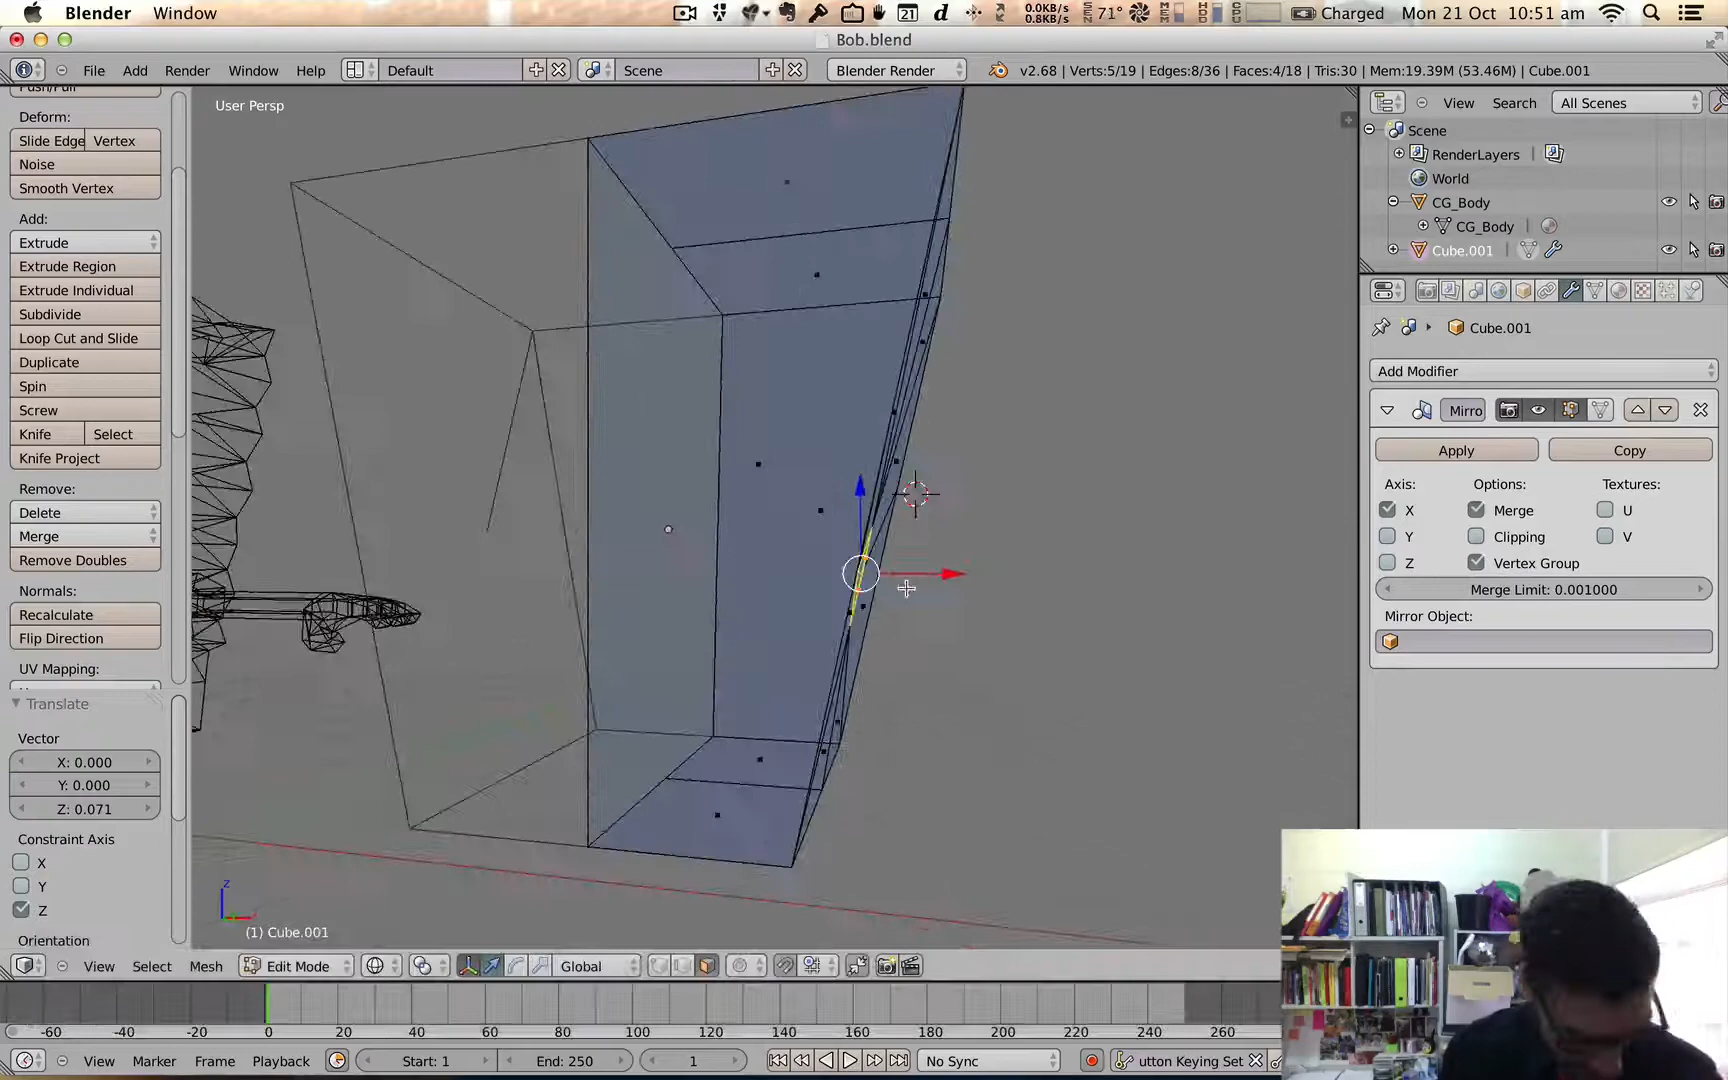 Blender Window
21 d 0.0KB/s 0.8KB/s SEN 71° MEM HDD CPU Charged Mon 21 Oct 10:51 am
Bob.blend
File Add Render Window Help Default Scene Blender Render v2.68 | Verts:5/19 | Edges:8/36 | Faces:4/18 | Tris:30 | Mem:19.39M (53.46M) | Cube.001
Push/Pull
Deform:
Slide Edge Vertex
Noise
Smooth Vertex
Add:
Extrude
Extrude Region
Extrude Individual
Subdivide
Loop Cut and Slide
Duplicate
Spin
Screw
Knife Select
Knife Project
Remove:
Delete
Merge
Remove Doubles
Normals:
Recalculate
Flip Direction
UV Mapping:
Translate
Vector
X: 0.000
Y: 0.000
Z: 0.071
Constraint Axis
X
Y
Z
Orientation
User Persp
z
(1) Cube.001
View Search All Scenes
Scene
RenderLayers
World
CG_Body
CG_Body
Cube.001
Cube.001
Add Modifier
Mirro
Apply Copy
Axis: Options: Textures:
X Merge U
Y Clipping V
Z Vertex Group
Merge Limit: 0.001000
Mirror Object:
View Select Mesh Edit Mode Global
-60 -40 -20 0 20 40 60 80 100 120 140 160 180 200 220 240 260
View Marker Frame Playback Start: 1 End: 250 1 No Sync utton Keying Set